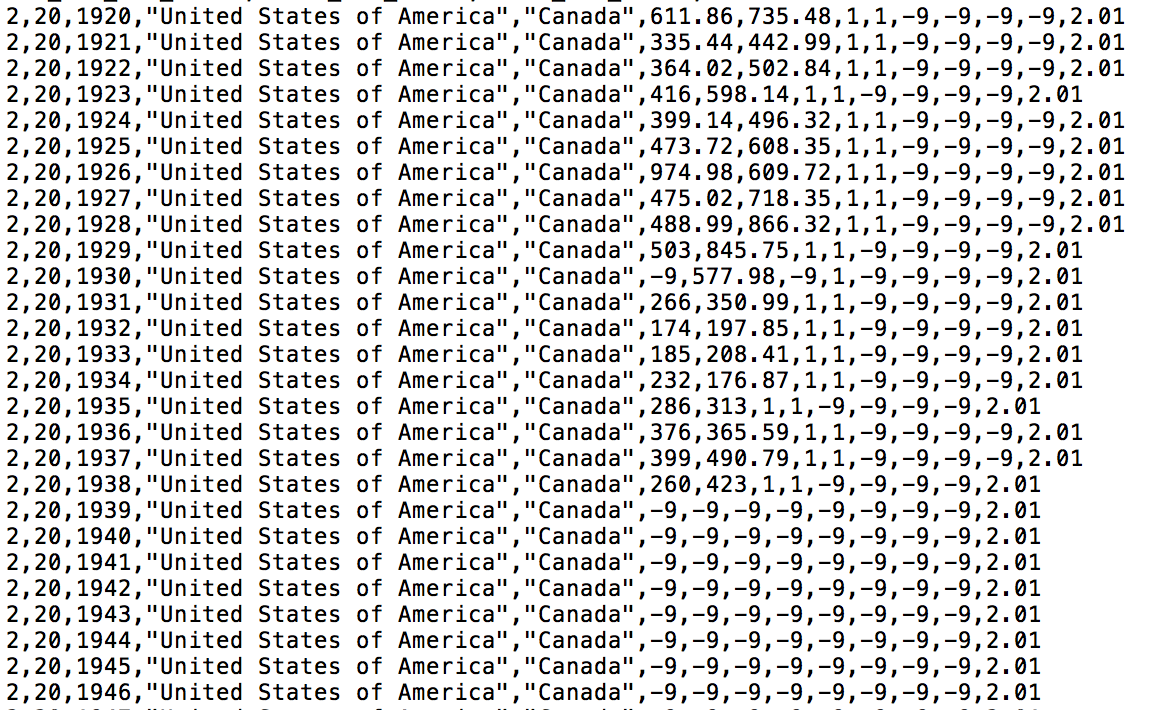 2,20,1920,"United States of America","Canada",611.86,735.48,1,1,-9,-9,-9,-9,2.01
2,20,1921,"United States of America","Canada",335.44,442.99,1,1,-9,-9,-9,-9,2.01
2,20,1922,"United States of America","Canada",364.02,502.84,1,1,-9,-9,-9,-9,2.01
2,20,1923,"United States of America","Canada",416,598.14,1,1,-9,-9,-9,-9,2.01
2,20,1924,"United States of America","Canada",399.14,496.32,1,1,-9,-9,-9,-9,2.01
2,20,1925,"United States of America","Canada",473.72,608.35,1,1,-9,-9,-9,-9,2.01
2,20,1926,"United States of America","Canada",974.98,609.72,1,1,-9,-9,-9,-9,2.01
2,20,1927,"United States of America","Canada",475.02,718.35,1,1,-9,-9,-9,-9,2.01
2,20,1928,"United States of America","Canada",488.99,866.32,1,1,-9,-9,-9,-9,2.01
2,20,1929,"United States of America","Canada",503,845.75,1,1,-9,-9,-9,-9,2.01
2,20,1930,"United States of America","Canada",-9,577.98,-9,1,-9,-9,-9,-9,2.01
2,20,1931,"United States of America","Canada",266,350.99,1,1,-9,-9,-9,-9,2.01
2,20,1932,"United States of America","Canada",174,197.85,1,1,-9,-9,-9,-9,2.01
2,20,1933,"United States of America","Canada",185,208.41,1,1,-9,-9,-9,-9,2.01
2,20,1934,"United States of America","Canada",232,176.87,1,1,-9,-9,-9,-9,2.01
2,20,1935,"United States of America","Canada",286,313,1,1,-9,-9,-9,-9,2.01
2,20,1936,"United States of America","Canada",376,365.59,1,1,-9,-9,-9,-9,2.01
2,20,1937,"United States of America","Canada",399,490.79,1,1,-9,-9,-9,-9,2.01
2,20,1938,"United States of America","Canada",260,423,1,1,-9,-9,-9,-9,2.01
2,20,1939,"United States of America","Canada",-9,-9,-9,-9,-9,-9,-9,-9,2.01
2,20,1940,"United States of America","Canada",-9,-9,-9,-9,-9,-9,-9,-9,2.01
2,20,1941,"United States of America","Canada",-9,-9,-9,-9,-9,-9,-9,-9,2.01
2,20,1942,"United States of America","Canada",-9,-9,-9,-9,-9,-9,-9,-9,2.01
2,20,1943,"United States of America","Canada",-9,-9,-9,-9,-9,-9,-9,-9,2.01
2,20,1944,"United States of America","Canada",-9,-9,-9,-9,-9,-9,-9,-9,2.01
2,20,1945,"United States of America","Canada",-9,-9,-9,-9,-9,-9,-9,-9,2.01
2,20,1946,"United States of America","Canada",-9,-9,-9,-9,-9,-9,-9,-9,2.01